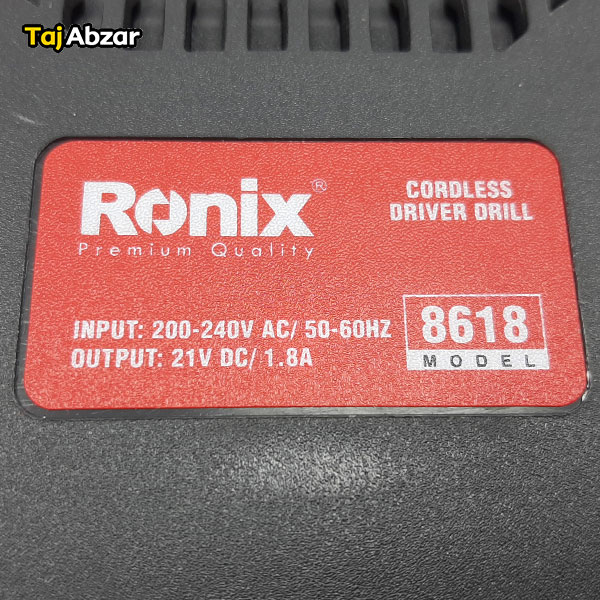 TajAbzar
Ronix®
Premium Quality
CORDLESS
DRIVER DRILL
INPUT: 200-240V AC/ 50-60HZ
OUTPUT: 21V DC/ 1.8A
8618
MODEL